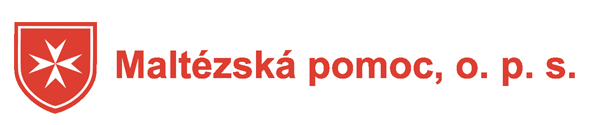 Maltézská pomoc, o. p. s.